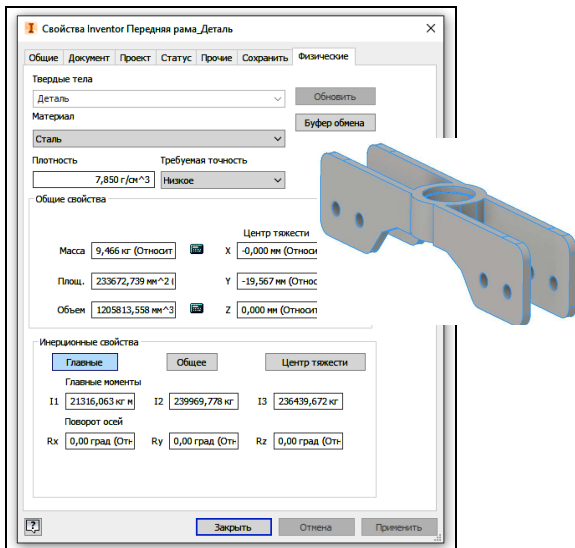 Свойства Inventor Передняя рама_Деталь
Общие Документ Проект Статус Прочие Сохранить Физические
Твердые тела
Деталь
Обновить
Материал
Буфер обмена
Сталь
Плотность Требуемая точность
7,850 г/см^3 Низкое
Общие свойства
Центр тяжести
Масса 9,466 кг (Относит X -0,000 мм (Относи
Площ. 233672,739 мм^2 ( Y -19,567 мм (Относ
Объем 1205813,558 мм^3 Z 0,000 мм (Относи
Инерционные свойства
Главные Общее Центр тяжести
Главные моменты
I1 21316,063 кг м I2 239969,778 кг I3 236439,672 кг
Поворот осей
Rx 0,00 град (Отн Ry 0,00 град (Отн Rz 0,00 град (Отн
? Закрыть Отмена Применить